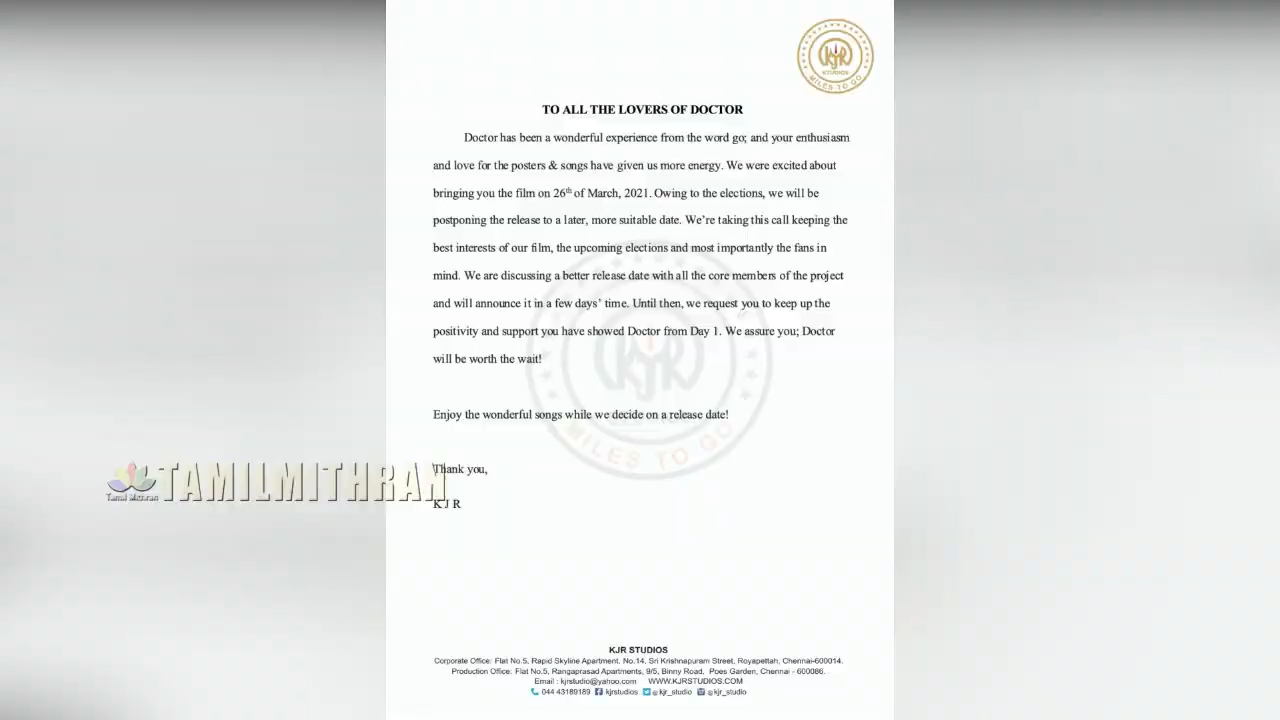 KJR
KJR STUDIOS
MILES TO GO
TO ALL THE LOVERS OF DOCTOR
Doctor has been a wonderful experience from the word go; and your enthusiasm
and love for the posters & songs have given us more energy. We were excited about
bringing you the film on 26th of March, 2021. Owing to the elections, we will be
postponing the release to a later, more suitable date. We're taking this call keeping the
best interests of our film, the upcoming elections and most importantly the fans in
mind. We are discussing a better release date with all the core members of the project
and will announce it in a few days' time. Until then, we request you to keep up the
positivity and support you have showed Doctor from Day 1. We assure you; Doctor
will be worth the wait!
KJR
MILES TO GO
Enjoy the wonderful songs while we decide on a release date!
Thank you,
Tamil Mithran
TAMILMITHRAN
K J R
KJR STUDIOS
Corporate Office: Flat No.5, Rapid Skyline Apartment, No.14, Sri Krishnapuram Street, Royapettah, Chennai-600014.
Production Office: Flat No.5, Rangaprasad Apartments, 9/5, Binny Road, Poes Garden, Chennai - 600086.
Email : kjrstudio@yahoo.com WWW.KJRSTUDIOS.COM
044 43189189 kjrstudios @kjr_studio @kjr_studio